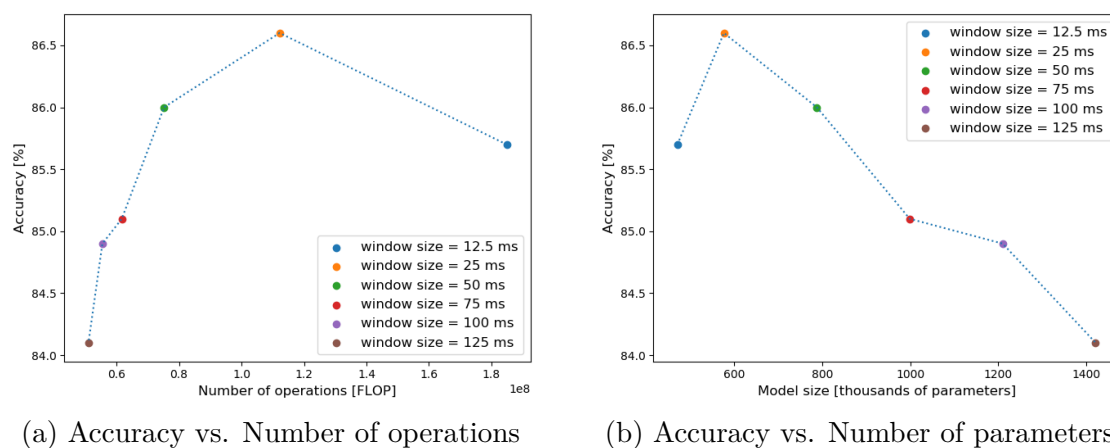 86.5
86.0
85.5
85.0
84.5
84.0
Accuracy [%]
window size = 12.5 ms
window size = 25 ms
window size = 50 ms
window size = 75 ms
window size = 100 ms
window size = 125 ms
0.6 0.8 1.0 1.2 1.4 1.6 1.8
1e8
Number of operations [FLOP]
(a) Accuracy vs. Number of operations
86.5
86.0
85.5
85.0
84.5
84.0
Accuracy [%]
window size = 12.5 ms
window size = 25 ms
window size = 50 ms
window size = 75 ms
window size = 100 ms
window size = 125 ms
600 800 1000 1200 1400
Model size [thousands of parameters]
(b) Accuracy vs. Number of parameters